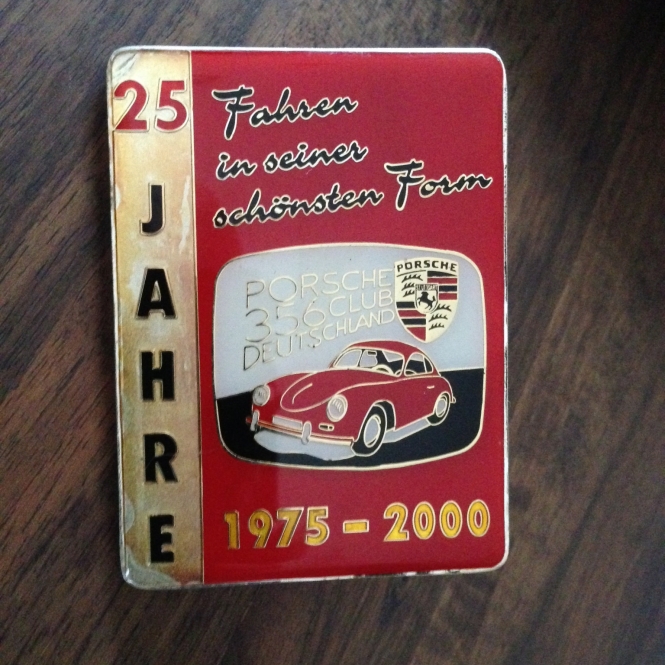 25
JAHRE
Fahren
in seiner
schönsten Form
PORSCHE
356 CLUB
DEUTSCHLAND
PORSCHE
1975 - 2000